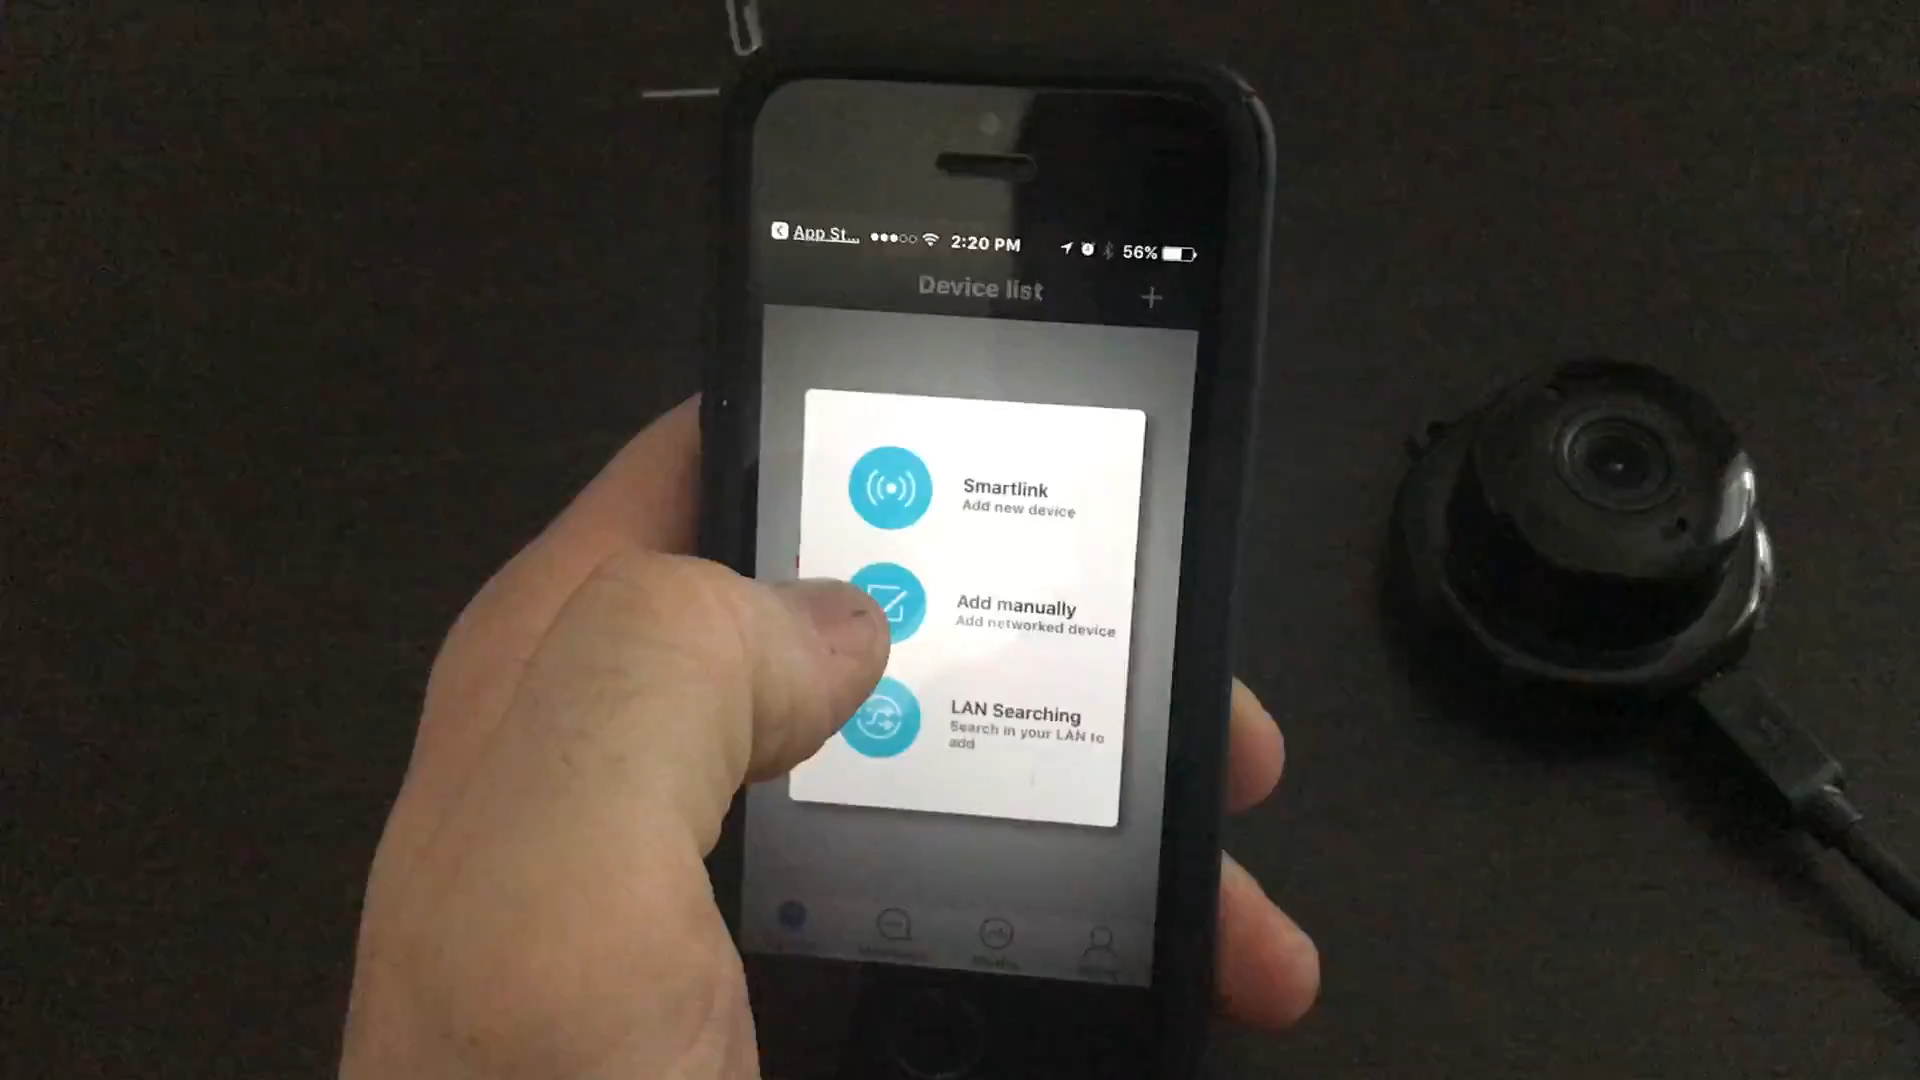 App St... 2:20 PM 56%
Device list +
Smartlink
Add new device
Add manually
Add networked device
LAN Searching
Search in your LAN to
add